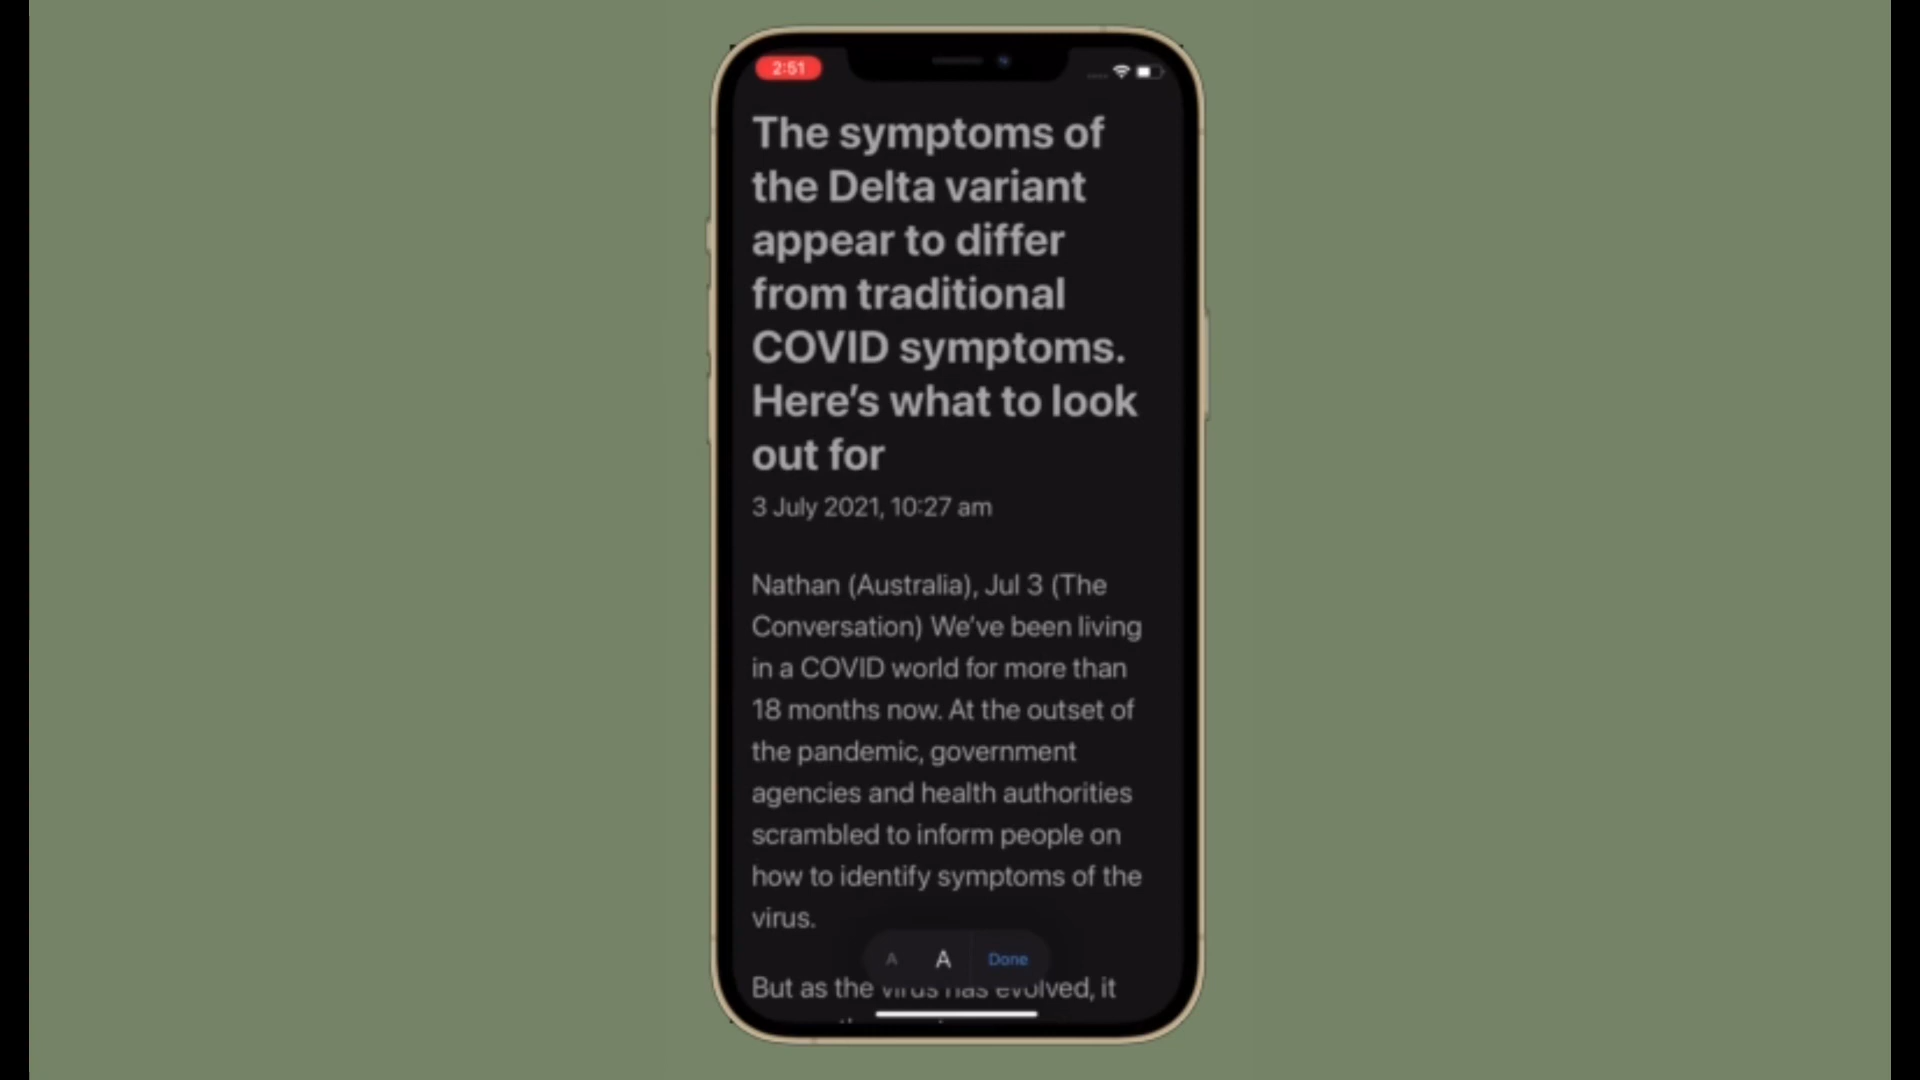 2:51
The symptoms of
the Delta variant
appear to differ
from traditional
COVID symptoms.
Here's what to look
out for
3 July 2021, 10:27 am
Nathan (Australia), Jul 3 (The
Conversation) We've been living
in a COVID world for more than
18 months now. At the outset of
the pandemic, government
agencies and health authorities
scrambled to inform people on
how to identify symptoms of the
virus.
A A Done
But as the virus has evolved, it